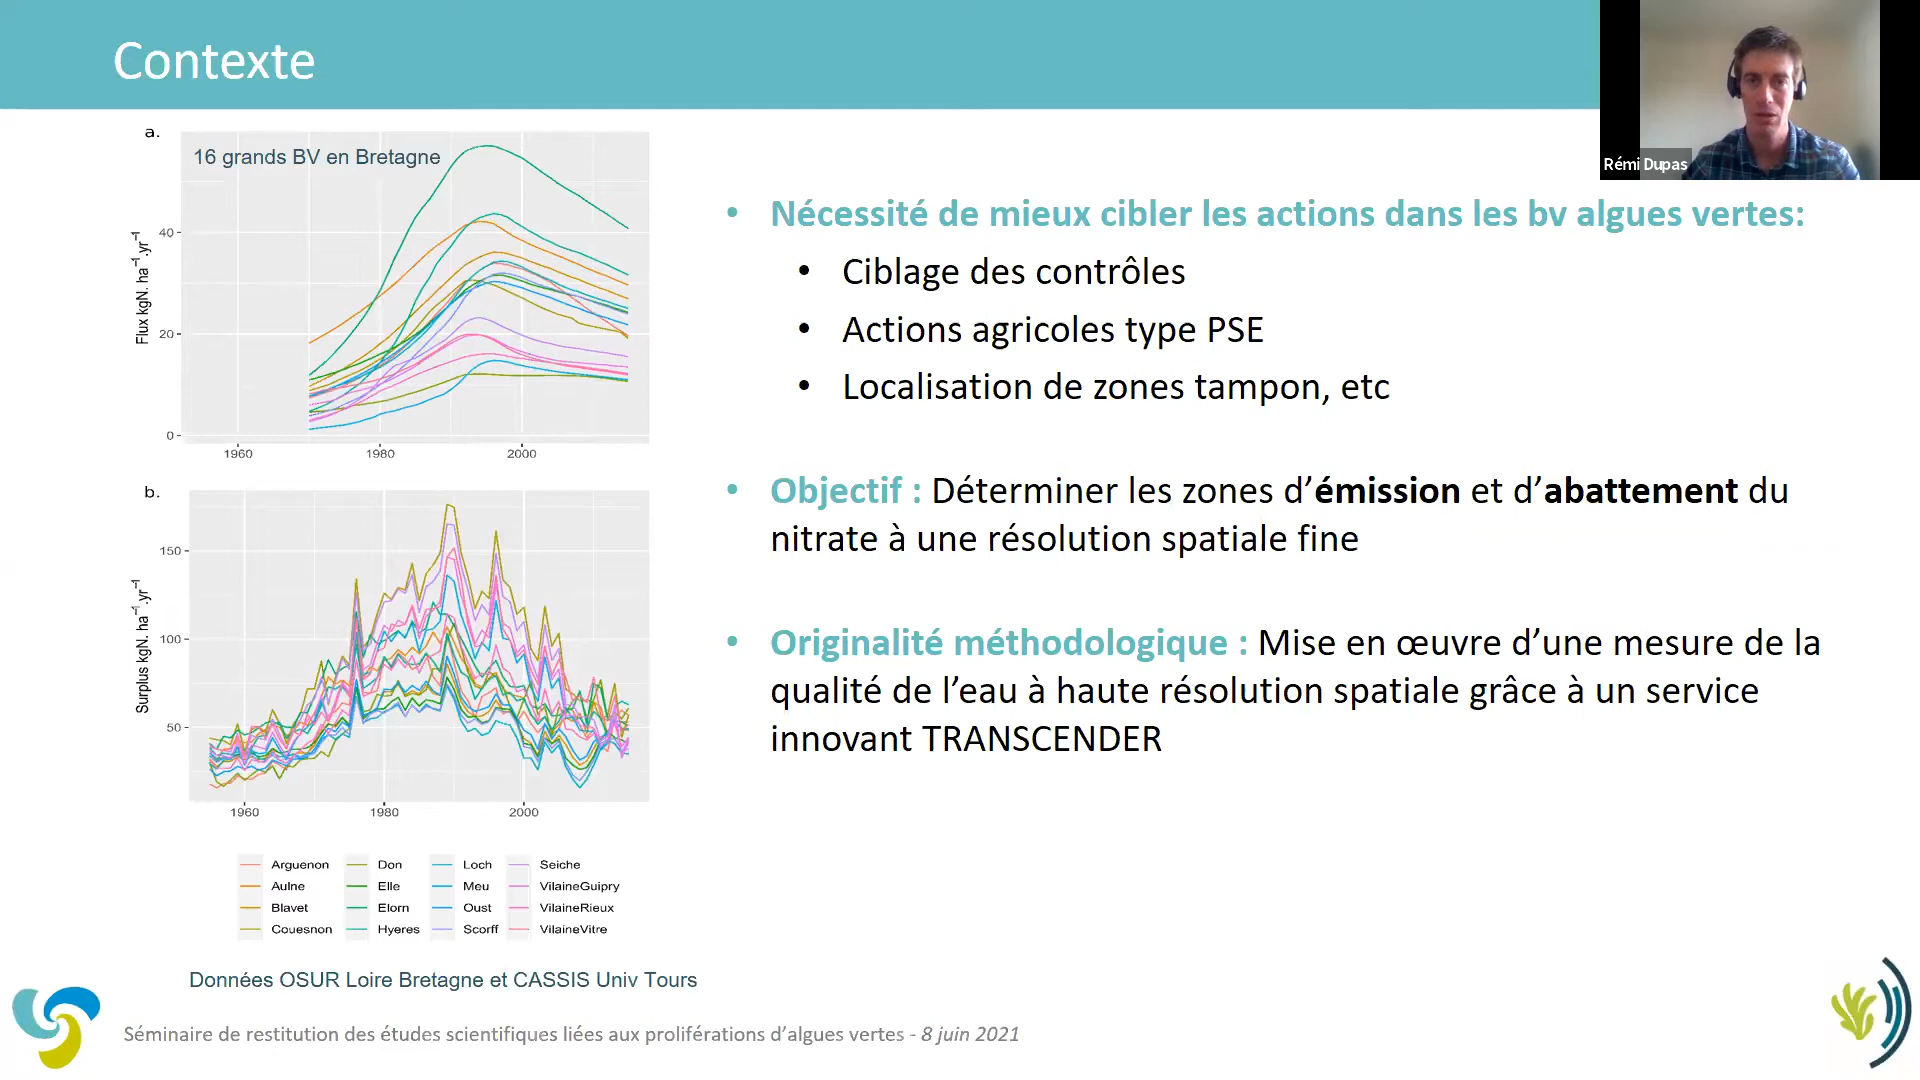 Contexte
Rémi Dupas
a.
16 grands BV en Bretagne
Flux kgN. ha⁻¹.yr⁻¹
40
20
0
1960 1980 2000
b.
Surplus kgN. ha⁻¹.yr⁻¹
150
100
50
1960 1980 2000
Arguenon Don Loch Seiche
Aulne Elle Meu VilaineGuipry
Blavet Elorn Oust VilaineRieux
Couesnon Hyeres Scorff VilaineVitre
Données OSUR Loire Bretagne et CASSIS Univ Tours
• Nécessité de mieux cibler les actions dans les bv algues vertes:
• Ciblage des contrôles
• Actions agricoles type PSE
• Localisation de zones tampon, etc
• Objectif : Déterminer les zones d’émission et d’abattement du
nitrate à une résolution spatiale fine
• Originalité méthodologique : Mise en œuvre d’une mesure de la
qualité de l’eau à haute résolution spatiale grâce à un service
innovant TRANSCENDER
Séminaire de restitution des études scientifiques liées aux proliférations d’algues vertes - 8 juin 2021